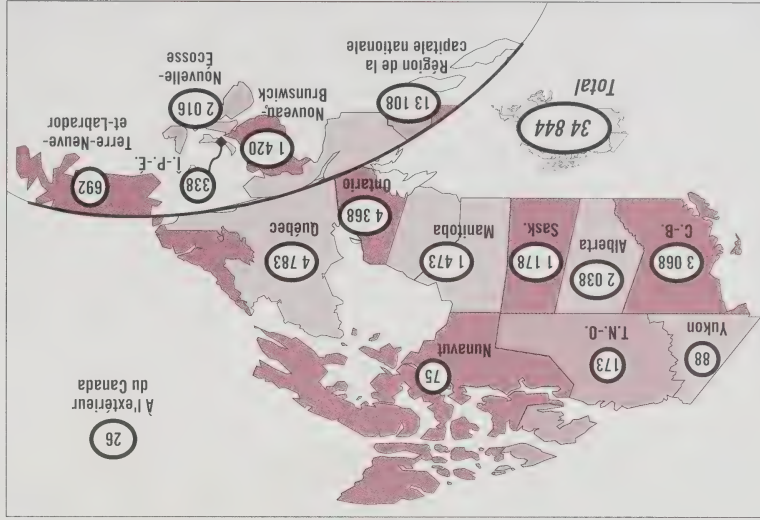 26
À l'extérieur
du Canada
75
Nunavut
88
Yukon
173
T.N.-O.
3 068
C.-B.
2 038
Alberta
1 178
Sask.
1 473
Manitoba
4 368
Ontario
4 783
Québec
338
Î.-P.-É.
692
Terre-Neuve-
et-Labrador
34 844
Total
13 108
Région de la
capitale nationale
1 420
Nouveau-
Brunswick
2 016
Nouvelle-
Écosse